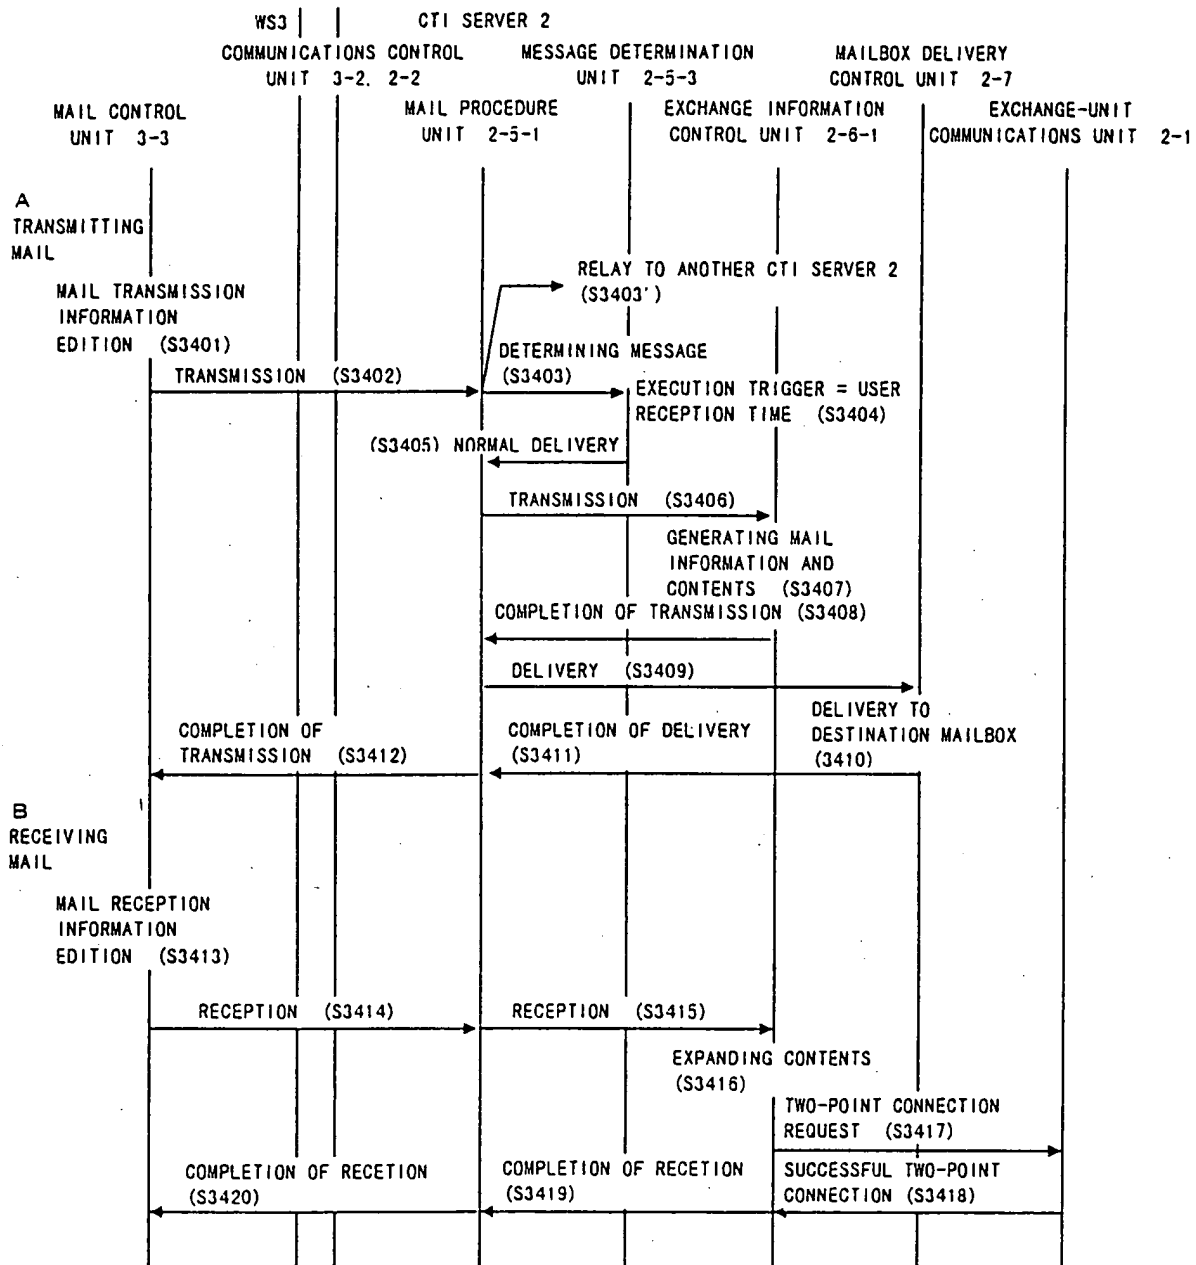 WS3
CTI SERVER 2
COMMUNICATIONS CONTROL
UNIT 3-2, 2-2
MESSAGE DETERMINATION
UNIT 2-5-3
MAILBOX DELIVERY
CONTROL UNIT 2-7
MAIL CONTROL
UNIT 3-3
MAIL PROCEDURE
UNIT 2-5-1
EXCHANGE INFORMATION
CONTROL UNIT 2-6-1
EXCHANGE-UNIT
COMMUNICATIONS UNIT 2-1
A
TRANSMITTING
MAIL
RELAY TO ANOTHER CTI SERVER 2
(S3403')
MAIL TRANSMISSION
INFORMATION
EDITION (S3401)
TRANSMISSION (S3402)
DETERMINING MESSAGE
(S3403)
EXECUTION TRIGGER = USER
RECEPTION TIME (S3404)
(S3405) NORMAL DELIVERY
TRANSMISSION (S3406)
GENERATING MAIL
INFORMATION AND
CONTENTS (S3407)
COMPLETION OF TRANSMISSION (S3408)
DELIVERY (S3409)
DELIVERY TO
DESTINATION MAILBOX
(3410)
COMPLETION OF DELIVERY
(S3411)
COMPLETION OF
TRANSMISSION (S3412)
B
RECEIVING
MAIL
MAIL RECEPTION
INFORMATION
EDITION (S3413)
RECEPTION (S3414)
RECEPTION (S3415)
EXPANDING CONTENTS
(S3416)
TWO-POINT CONNECTION
REQUEST (S3417)
SUCCESSFUL TWO-POINT
CONNECTION (S3418)
COMPLETION OF RECETION
(S3419)
COMPLETION OF RECETION
(S3420)